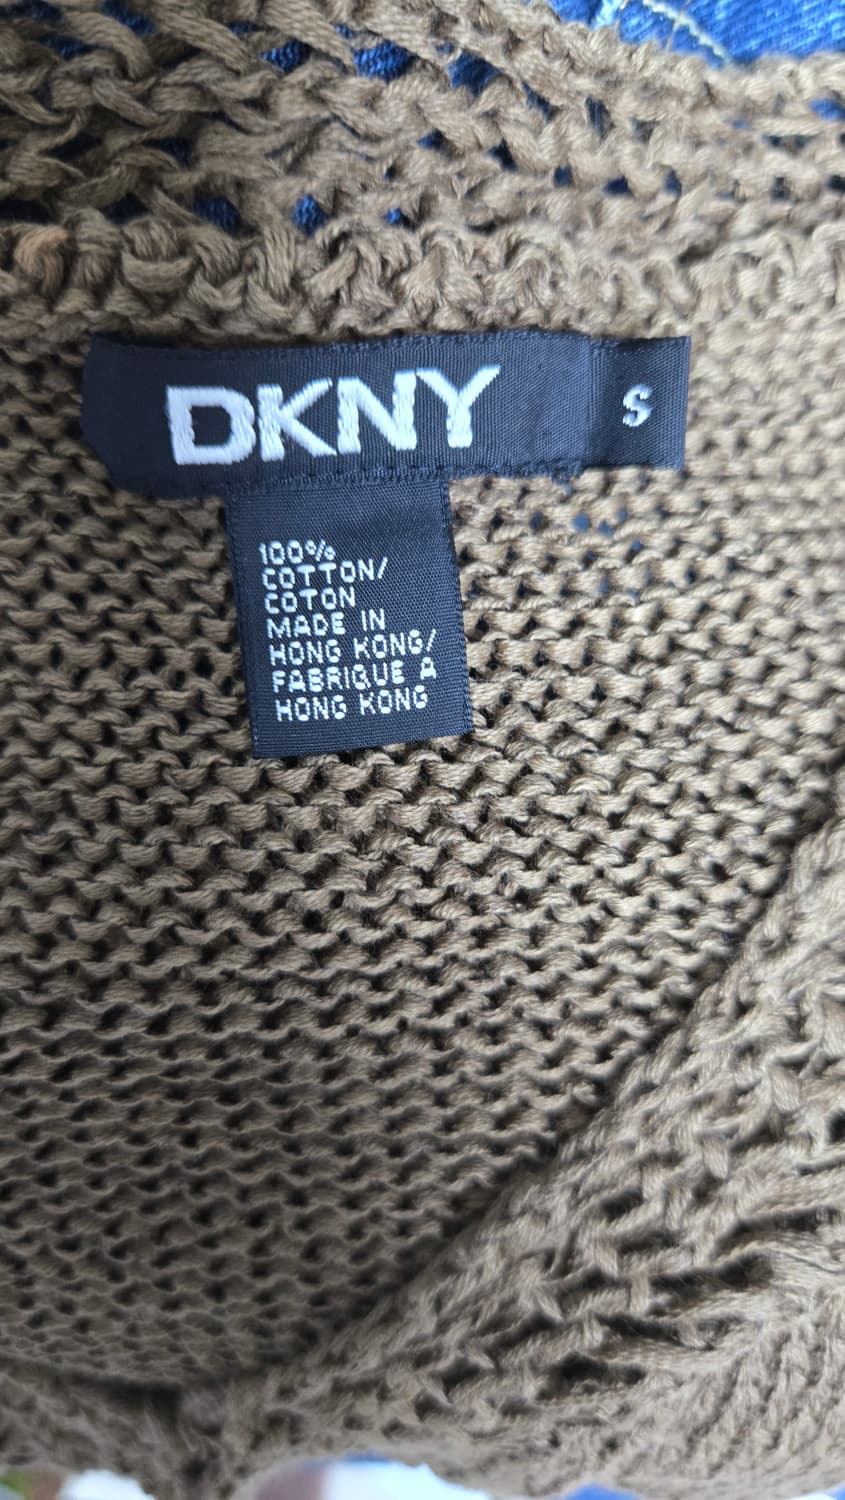 DKNY
S
100%
COTTON/
COTON
MADE IN
HONG KONG/
FABRIQUE A
HONG KONG